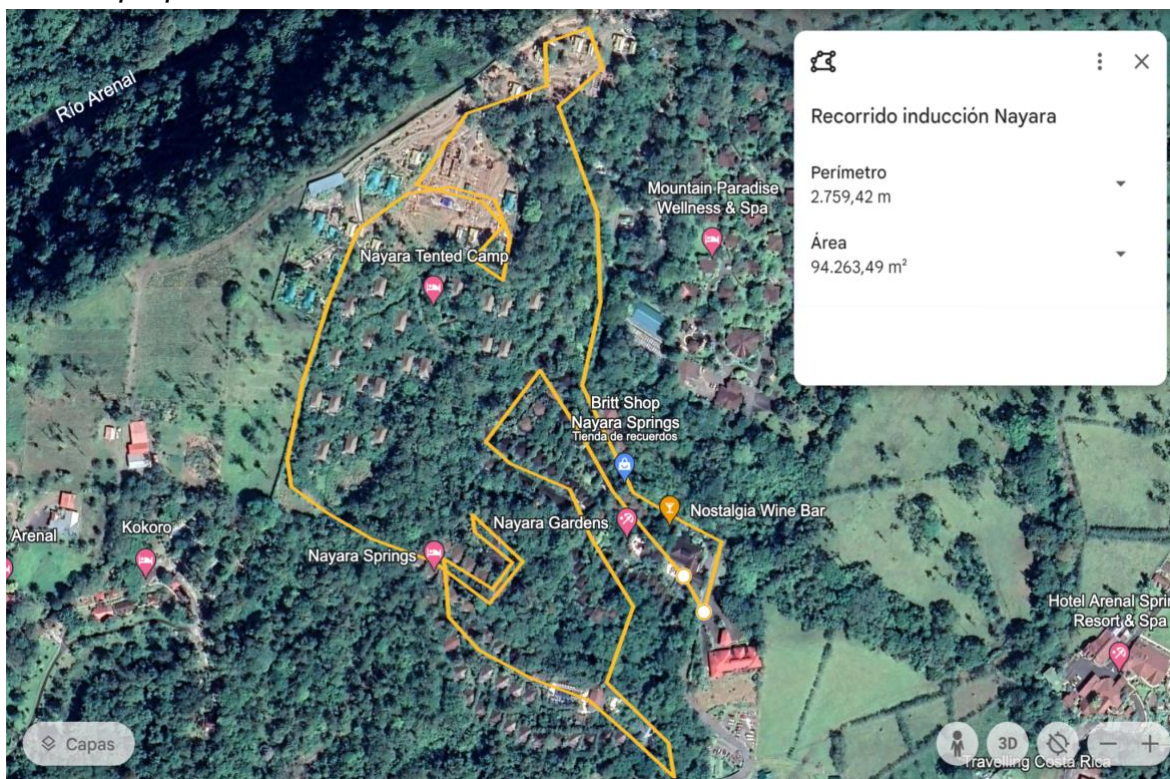 Río Arenal
Recorrido inducción Nayara
Perímetro
2.759,42 m
Área
94.263,49 m²
Mountain Paradise
Wellness & Spa
Nayara Tented Camp
Britt Shop
Nayara Springs
Tienda de recuerdos
Nostalgia Wine Bar
Nayara Gardens
Arenal
Kokoro
Nayara Springs
Hotel Arenal Sprin
Resort & Spa
Capas
3D
Travelling Costa Rica